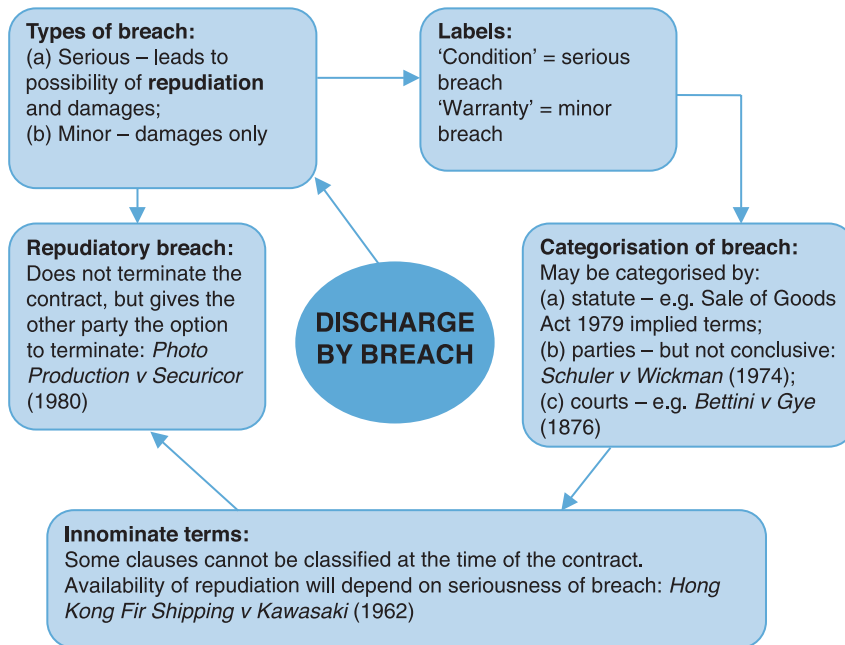 Types of breach:
(a) Serious – leads to
possibility of repudiation
and damages;
(b) Minor – damages only
Labels:
‘Condition’ = serious
breach
‘Warranty’ = minor
breach
Repudiatory breach:
Does not terminate the
contract, but gives the
other party the option
to terminate: Photo
Production v Securicor
(1980)
DISCHARGE
BY BREACH
Categorisation of breach:
May be categorised by:
(a) statute – e.g. Sale of Goods
Act 1979 implied terms;
(b) parties – but not conclusive:
Schuler v Wickman (1974);
(c) courts – e.g. Bettini v Gye
(1876)
Innominate terms:
Some clauses cannot be classified at the time of the contract.
Availability of repudiation will depend on seriousness of breach: Hong
Kong Fir Shipping v Kawasaki (1962)